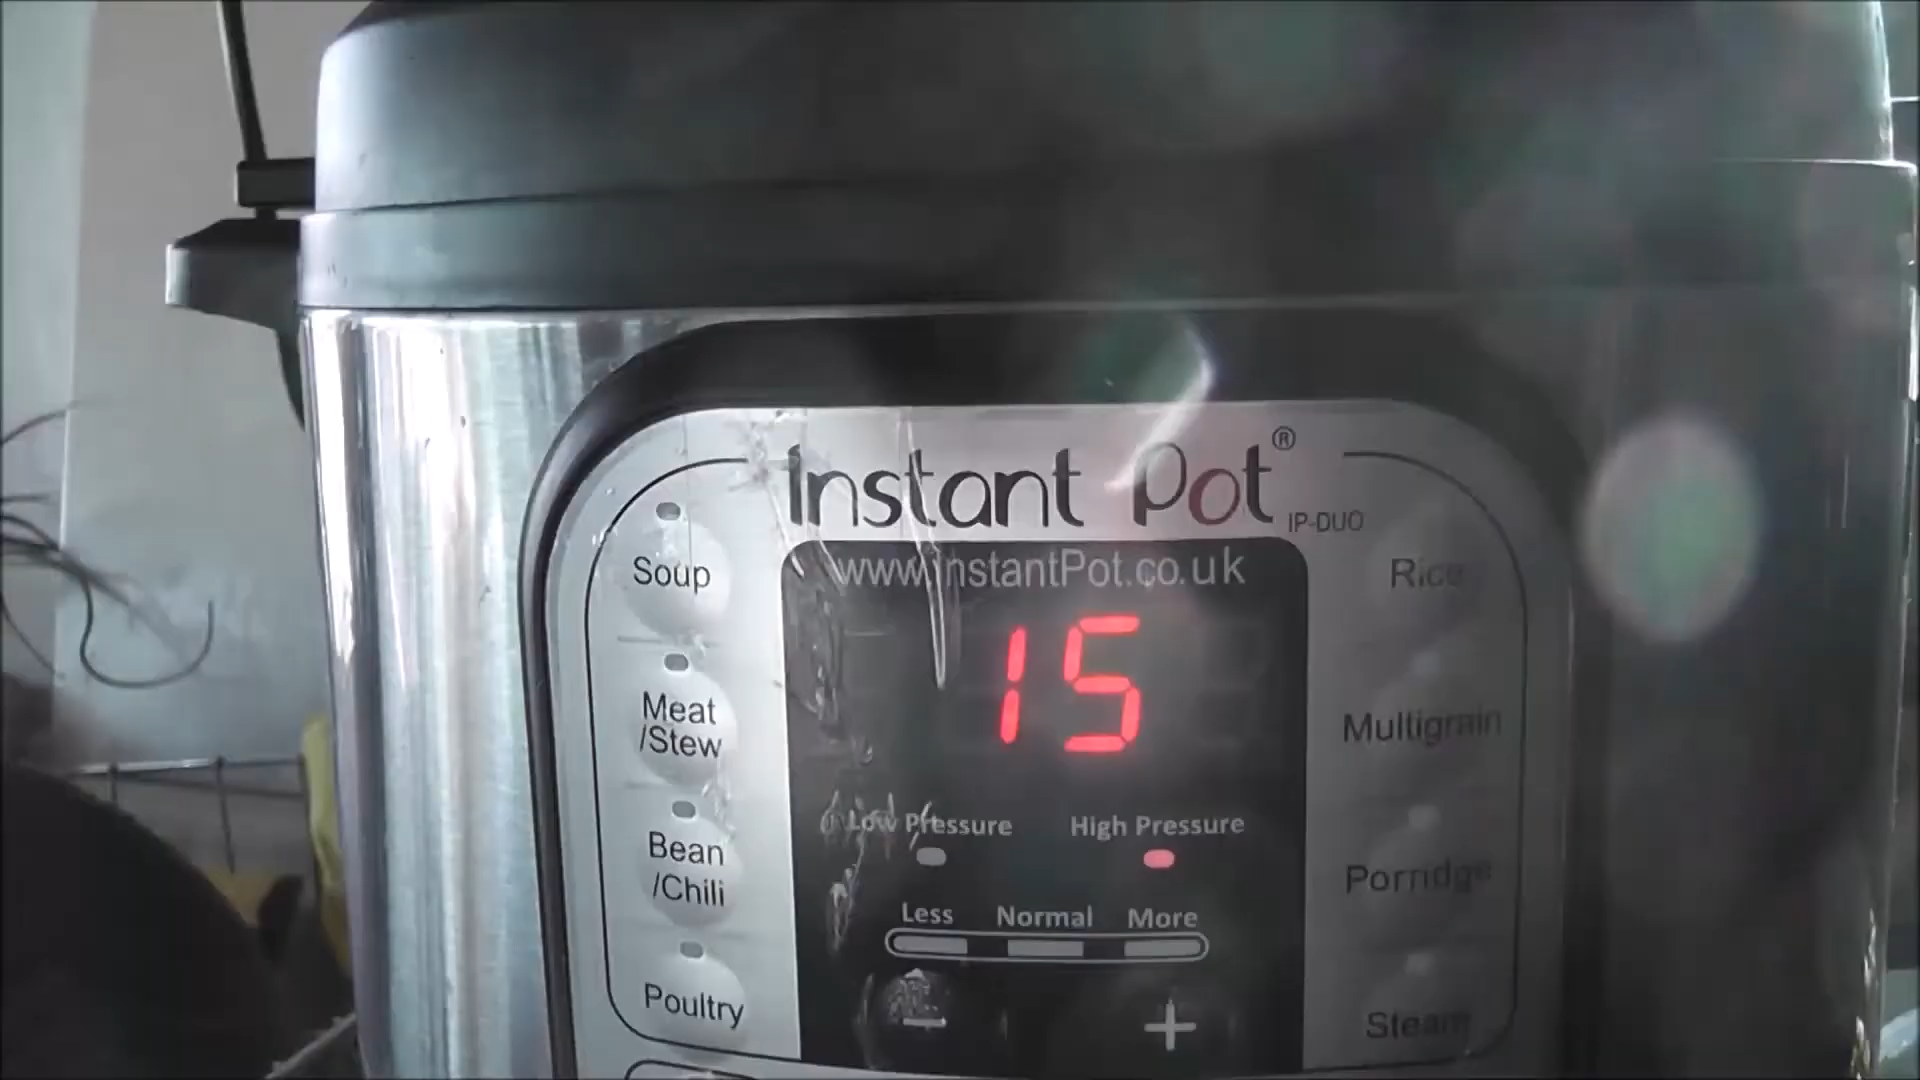 Instant Pot®
IP-DUO
www.InstantPot.co.uk
15
Soup
Meat
/Stew
Bean
/Chili
Poultry
Low Pressure
High Pressure
Less Normal More
- +
Rice
Multigrain
Porridge
Steam